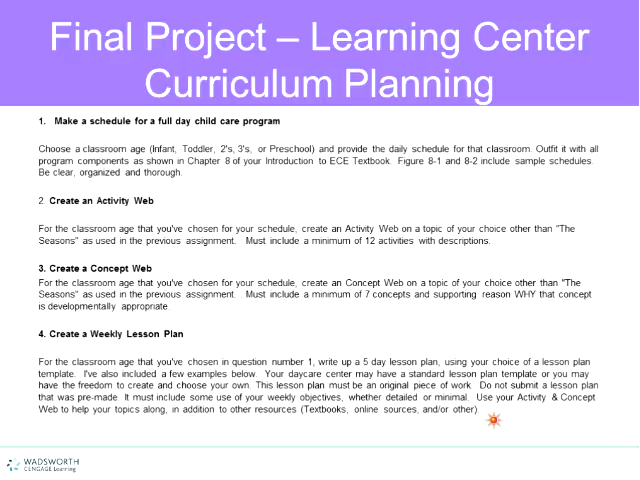 Final Project – Learning Center
Curriculum Planning
1. Make a schedule for a full day child care program
Choose a classroom age (Infant, Toddler, 2's, 3's, or Preschool) and provide the daily schedule for that classroom. Outfit it with all
program components as shown in Chapter 8 of your Introduction to ECE Textbook. Figure 8-1 and 8-2 include sample schedules.
Be clear, organized and thorough.
2. Create an Activity Web
For the classroom age that you've chosen for your schedule, create an Activity Web on a topic of your choice other than "The
Seasons" as used in the previous assignment. Must include a minimum of 12 activities with descriptions.
3. Create a Concept Web
For the classroom age that you've chosen for your schedule, create an Concept Web on a topic of your choice other than "The
Seasons" as used in the previous assignment. Must include a minimum of 7 concepts and supporting reason WHY that concept
is developmentally appropriate.
4. Create a Weekly Lesson Plan
For the classroom age that you've chosen in question number 1, write up a 5 day lesson plan, using your choice of a lesson plan
template. I've also included a few examples below. Your daycare center may have a standard lesson plan template or you may
have the freedom to create and choose your own. This lesson plan must be an original piece of work. Do not submit a lesson plan
that was pre-made. It must include some use of your weekly objectives, whether detailed or minimal. Use your Activity & Concept
Web to help your topics along, in addition to other resources (Textbooks, online sources, and/or other).
WADSWORTH
CENGAGE Learning